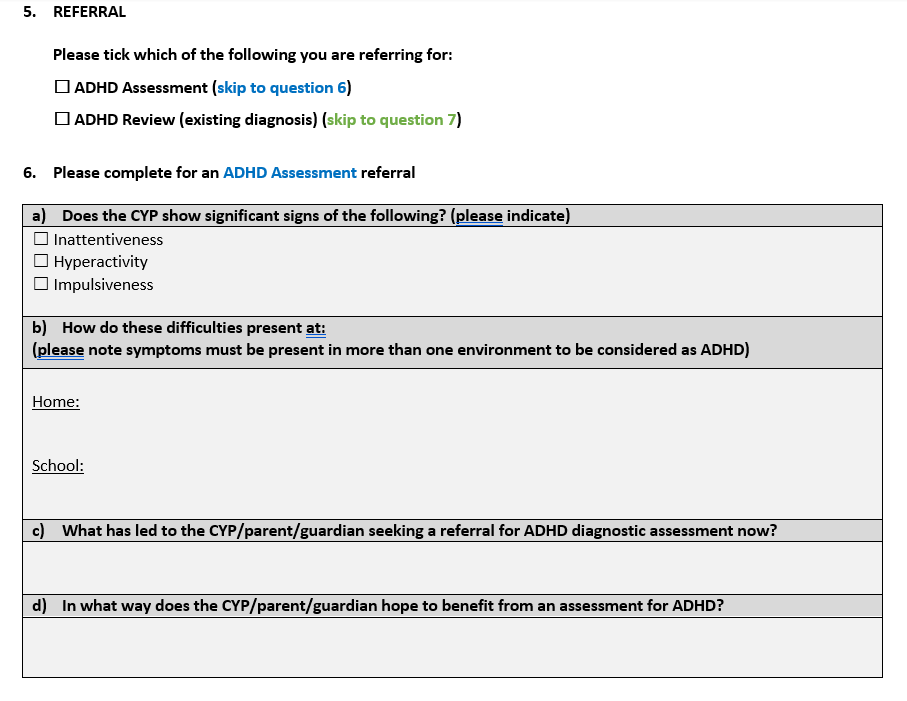 5. REFERRAL
Please tick which of the following you are referring for:
☐ ADHD Assessment (skip to question 6)
☐ ADHD Review (existing diagnosis) (skip to question 7)
6. Please complete for an ADHD Assessment referral
a) Does the CYP show significant signs of the following? (please indicate)
☐ Inattentiveness
☐ Hyperactivity
☐ Impulsiveness
b) How do these difficulties present at:
(please note symptoms must be present in more than one environment to be considered as ADHD)
Home:
School:
c) What has led to the CYP/parent/guardian seeking a referral for ADHD diagnostic assessment now?
d) In what way does the CYP/parent/guardian hope to benefit from an assessment for ADHD?